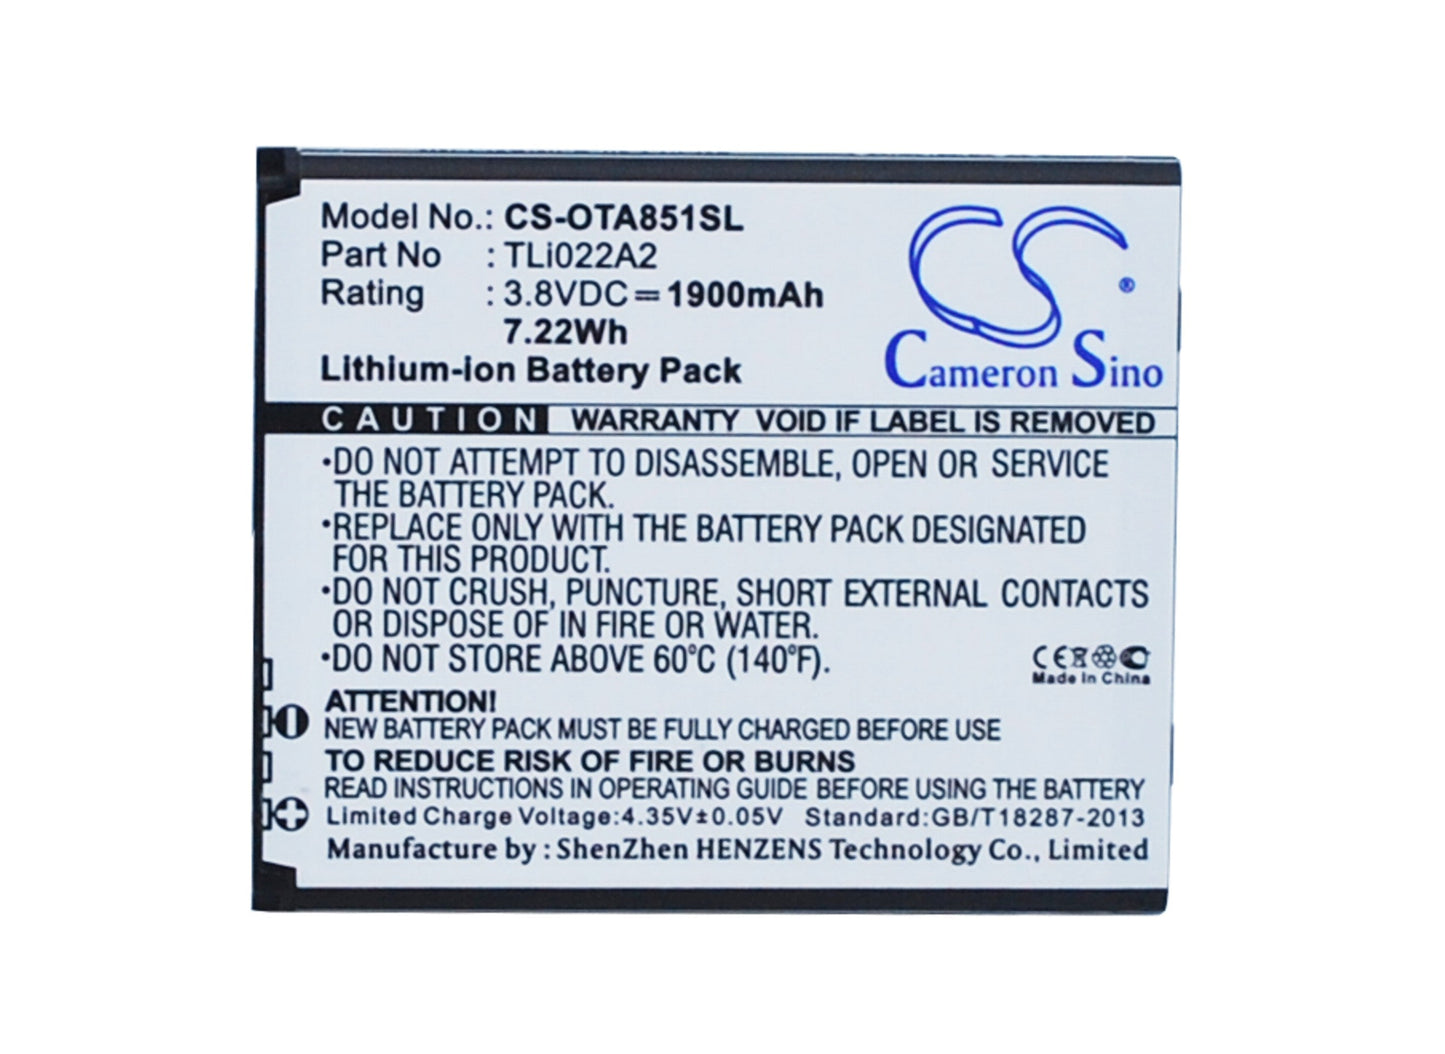 Model No.: CS-OTA851SL
Part No : TLi022A2
Rating : 3.8VDC 1900mAh
7.22Wh
Lithium-ion Battery Pack
CS ®
Cameron Sino
CAUTION WARRANTY VOID IF LABEL IS REMOVED
•DO NOT ATTEMPT TO DISASSEMBLE, OPEN OR SERVICE
THE BATTERY PACK.
•REPLACE ONLY WITH THE BATTERY PACK DESIGNATED
FOR THIS PRODUCT.
•DO NOT CRUSH, PUNCTURE, SHORT EXTERNAL CONTACTS
OR DISPOSE OF IN FIRE OR WATER.
•DO NOT STORE ABOVE 60°C (140°F).
CE
Made in China
ATTENTION!
NEW BATTERY PACK MUST BE FULLY CHARGED BEFORE USE
TO REDUCE RISK OF FIRE OR BURNS
READ INSTRUCTIONS IN OPERATING GUIDE BEFORE USING BATTERY
Limited Charge Voltage:4.35V±0.05V Standard:GB/T18287-2013
Manufacture by : ShenZhen HENZENS Technology Co., Limited